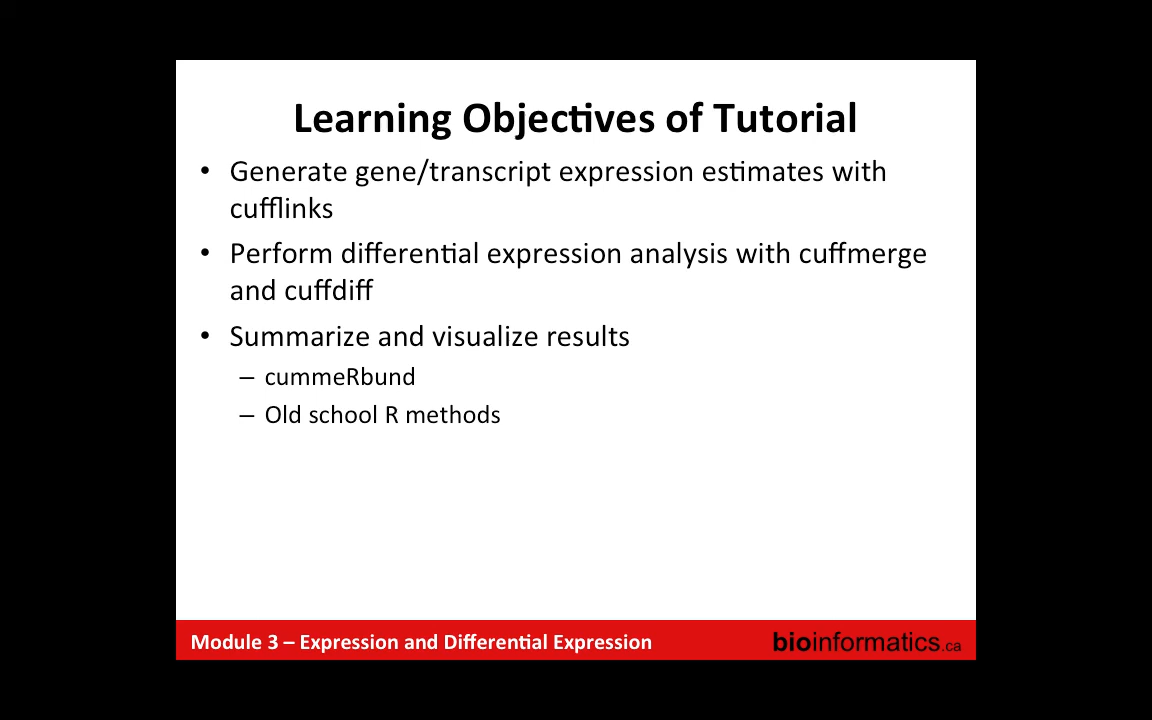 Learning Objectives of Tutorial
• Generate gene/transcript expression estimates with
cufflinks
• Perform differential expression analysis with cuffmerge
and cuffdiff
• Summarize and visualize results
– cummeRbund
– Old school R methods
Module 3 – Expression and Differential Expression
bioinformatics.ca